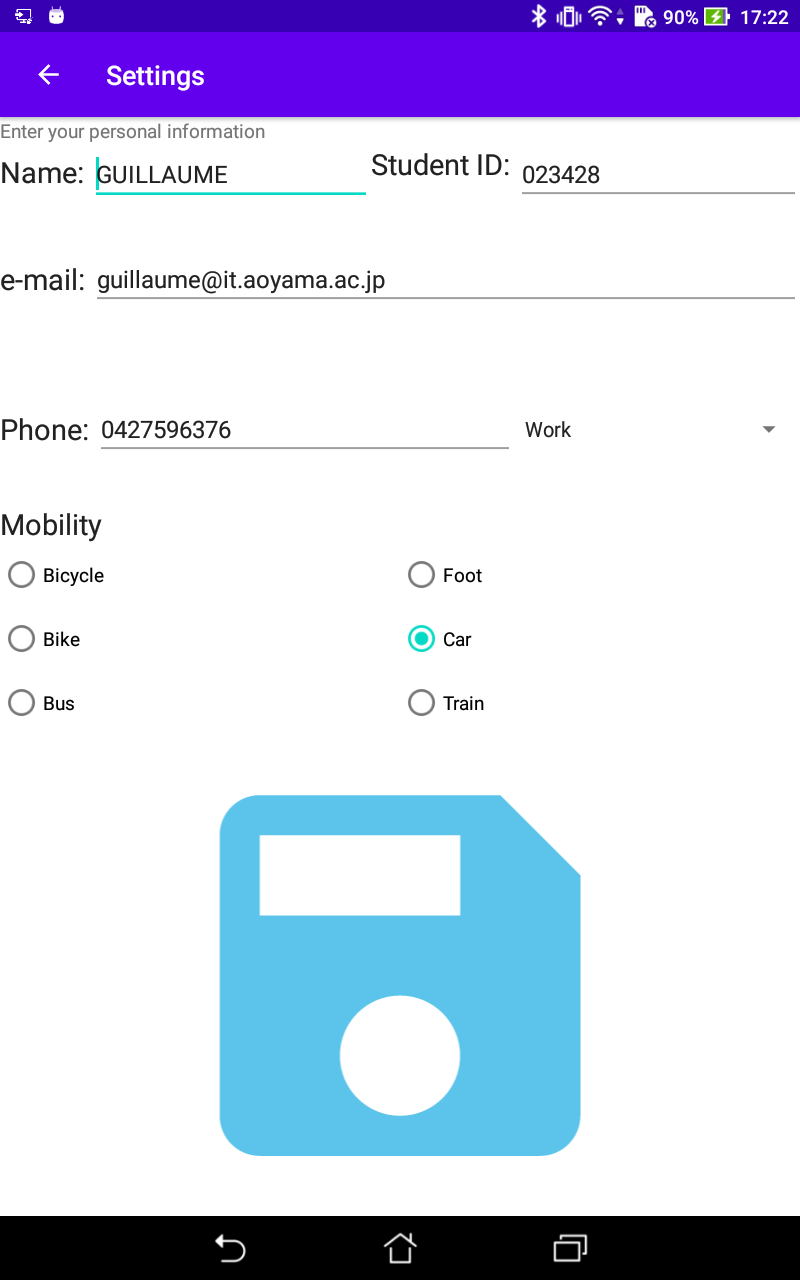 90% 17:22
Settings
Enter your personal information
Name: GUILLAUME Student ID: 023428
e-mail: guillaume@it.aoyama.ac.jp
Phone: 0427596376 Work
Mobility
Bicycle Foot
Bike Car
Bus Train